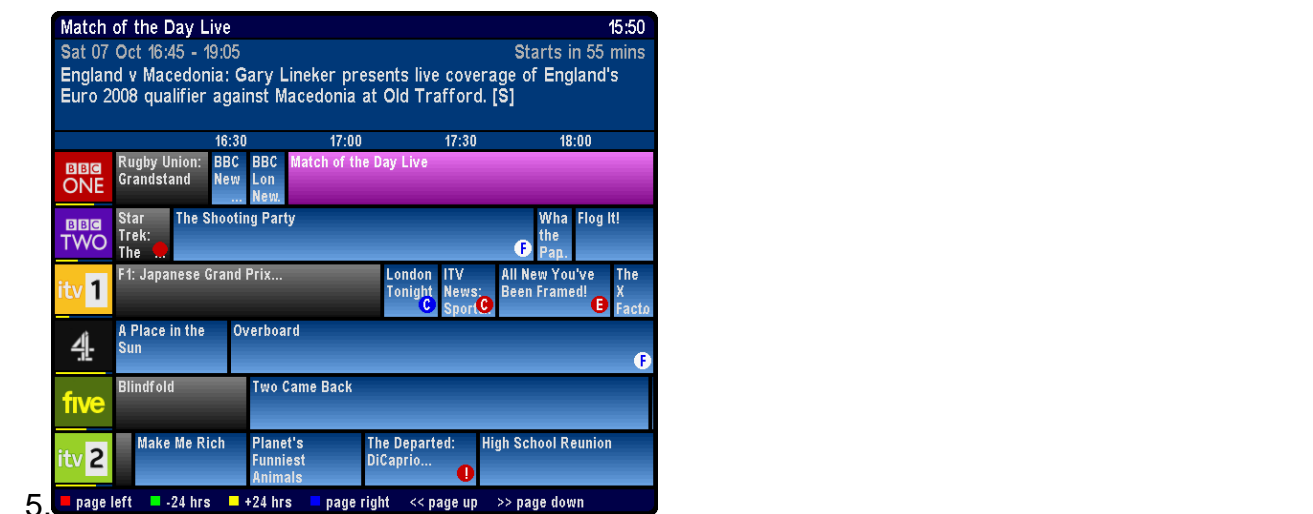 Match of the Day Live 15:50
Sat 07 Oct 16:45 - 19:05 Starts in 55 mins
England v Macedonia: Gary Lineker presents live coverage of England's
Euro 2008 qualifier against Macedonia at Old Trafford. [S]
16:30 17:00 17:30 18:00
BBC
ONE
Rugby Union:
Grandstand
BBC
New
...
BBC
Lon
New.
Match of the Day Live
BBC
TWO
Star
Trek:
The ...
The Shooting Party
F
Wha
the
Pap.
Flog It!
itv 1
F1: Japanese Grand Prix...
London
Tonight
C
ITV
News:
Sport
C
All New You've
Been Framed!
E
The
X
Facto
4
A Place in the
Sun
Overboard
F
five
Blindfold
Two Came Back
itv 2
Make Me Rich
Planet's
Funniest
Animals
The Departed:
DiCaprio...
!
High School Reunion
5.
page left -24 hrs +24 hrs page right << page up >> page down